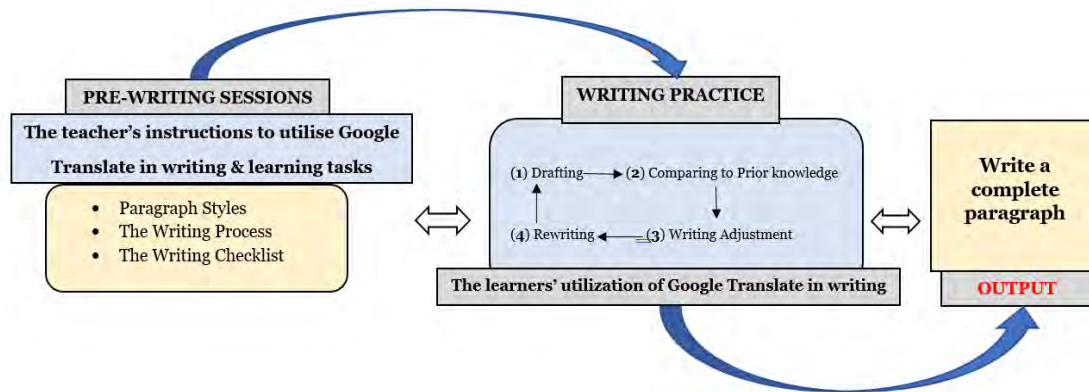 PRE-WRITING SESSIONS
The teacher's instructions to utilise Google
Translate in writing & learning tasks
• Paragraph Styles
• The Writing Process
• The Writing Checklist
WRITING PRACTICE
(1) Drafting
(2) Comparing to Prior knowledge
(4) Rewriting
(3) Writing Adjustment
The learners' utilization of Google Translate in writing
Write a
complete
paragraph
OUTPUT